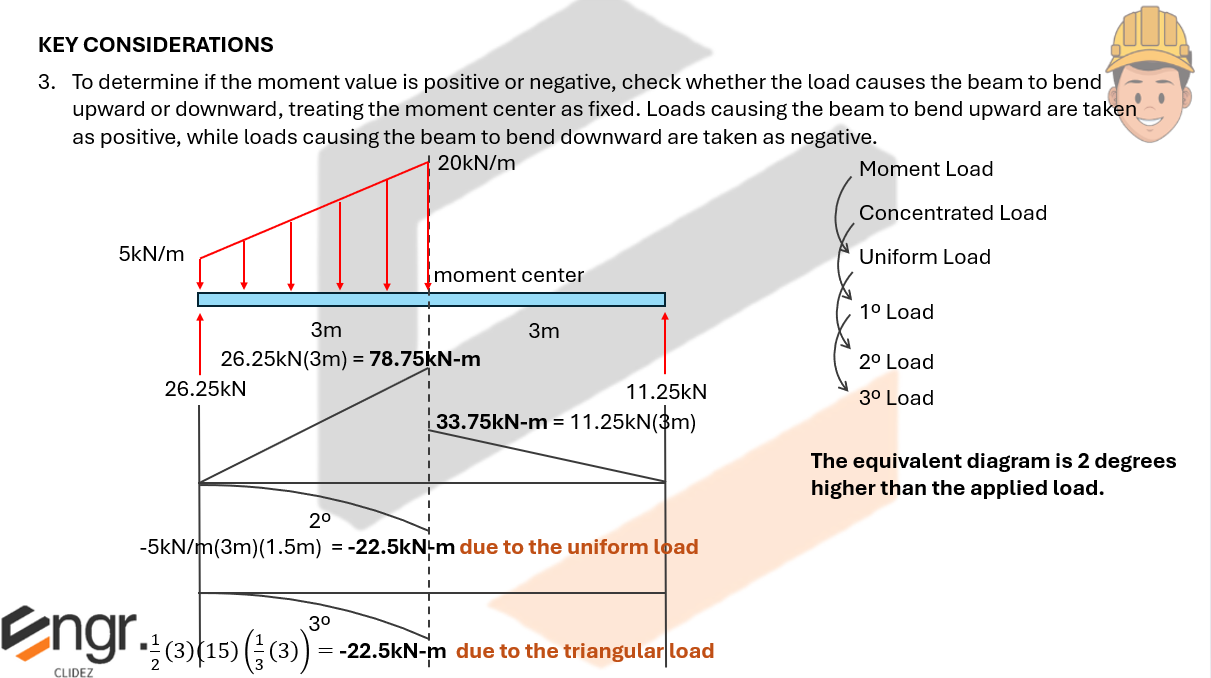 KEY CONSIDERATIONS
3. To determine if the moment value is positive or negative, check whether the load causes the beam to bend
upward or downward, treating the moment center as fixed. Loads causing the beam to bend upward are taken
as positive, while loads causing the beam to bend downward are taken as negative.
20kN/m
5kN/m
moment center
3m
3m
26.25kN(3m) = 78.75kN-m
26.25kN
11.25kN
33.75kN-m = 11.25kN(3m)
2º
-5kN/m(3m)(1.5m) = -22.5kN-m due to the uniform load
3º
1/2 (3)(15) (1/3 (3)) = -22.5kN-m due to the triangular load
Moment Load
Concentrated Load
Uniform Load
1º Load
2º Load
3º Load
The equivalent diagram is 2 degrees
higher than the applied load.
Engr.
CLIDEZ